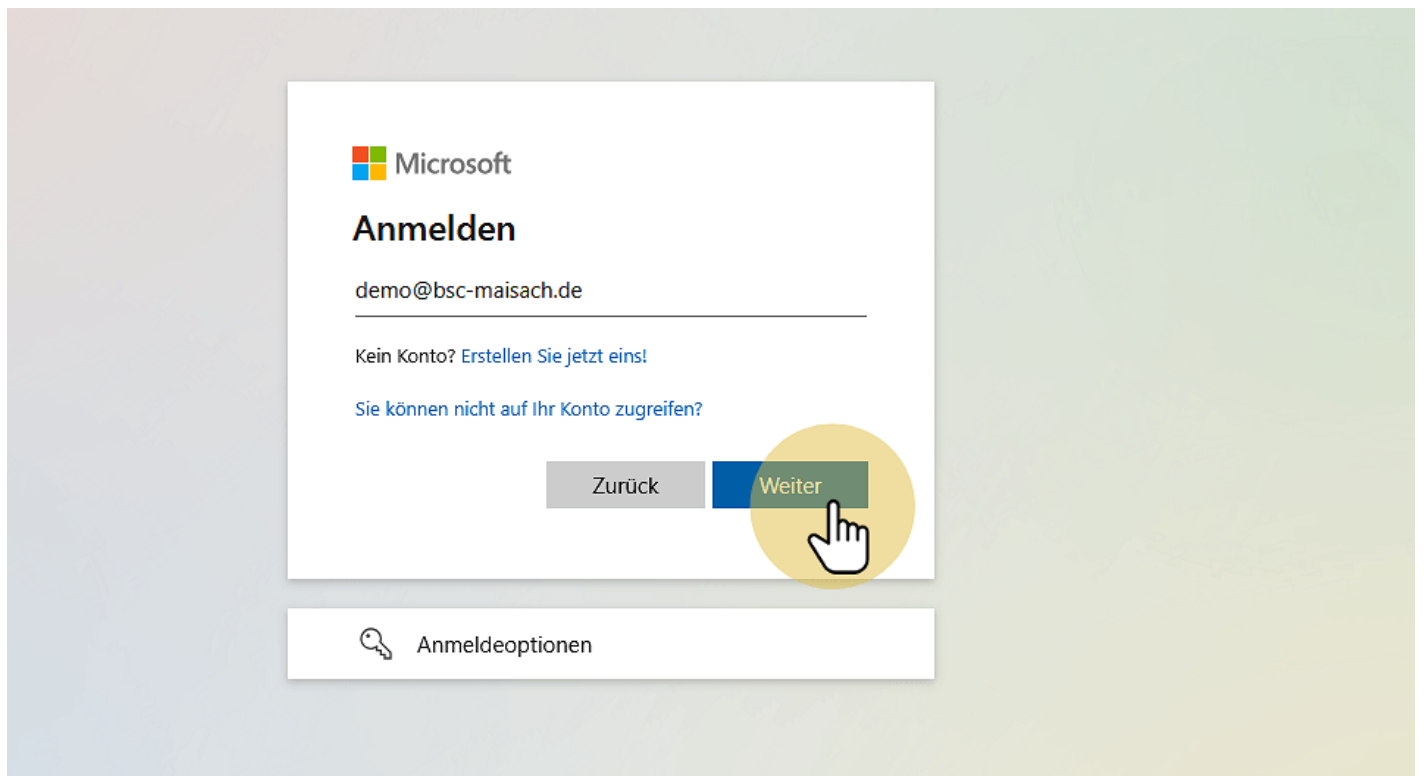 Microsoft
Anmelden
demo@bsc-maisach.de
Kein Konto? Erstellen Sie jetzt eins!
Sie können nicht auf Ihr Konto zugreifen?
Zurück Weiter
Anmeldeoptionen